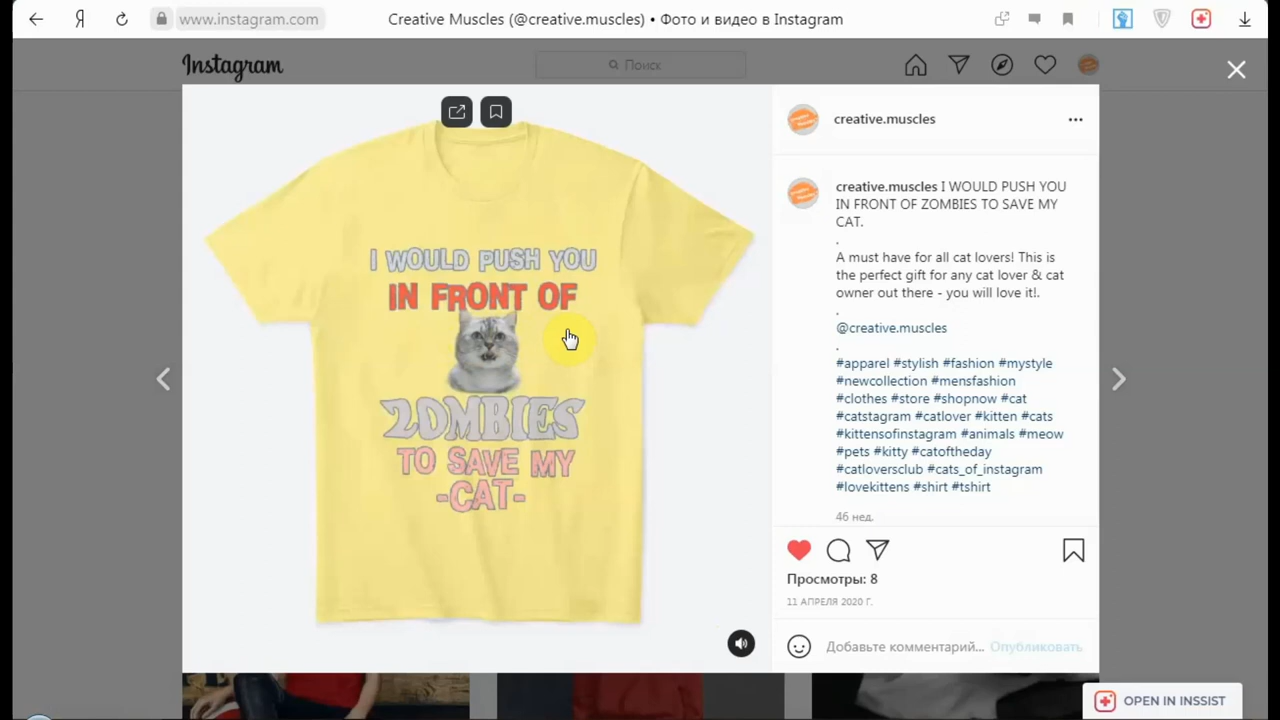 www.instagram.com
Creative Muscles (@creative.muscles) • Фото и видео в Instagram
Instagram
Поиск
creative.muscles
I WOULD PUSH YOU
IN FRONT OF
ZOMBIES
TO SAVE MY
-CAT-
creative.muscles I WOULD PUSH YOU
IN FRONT OF ZOMBIES TO SAVE MY
CAT.
.
A must have for all cat lovers! This is
the perfect gift for any cat lover & cat
owner out there - you will love it!.
.
@creative.muscles
.
#apparel #stylish #fashion #mystyle
#newcollection #mensfashion
#clothes #store #shopnow #cat
#catstagram #catlover #kitten #cats
#kittensofinstagram #animals #meow
#pets #kitty #catoftheday
#catloversclub #cats_of_instagram
#lovekittens #shirt #tshirt
46 нед.
Просмотры: 8
11 АПРЕЛЯ 2020 Г.
Добавьте комментарий... Опубликовать
OPEN IN INSSIST